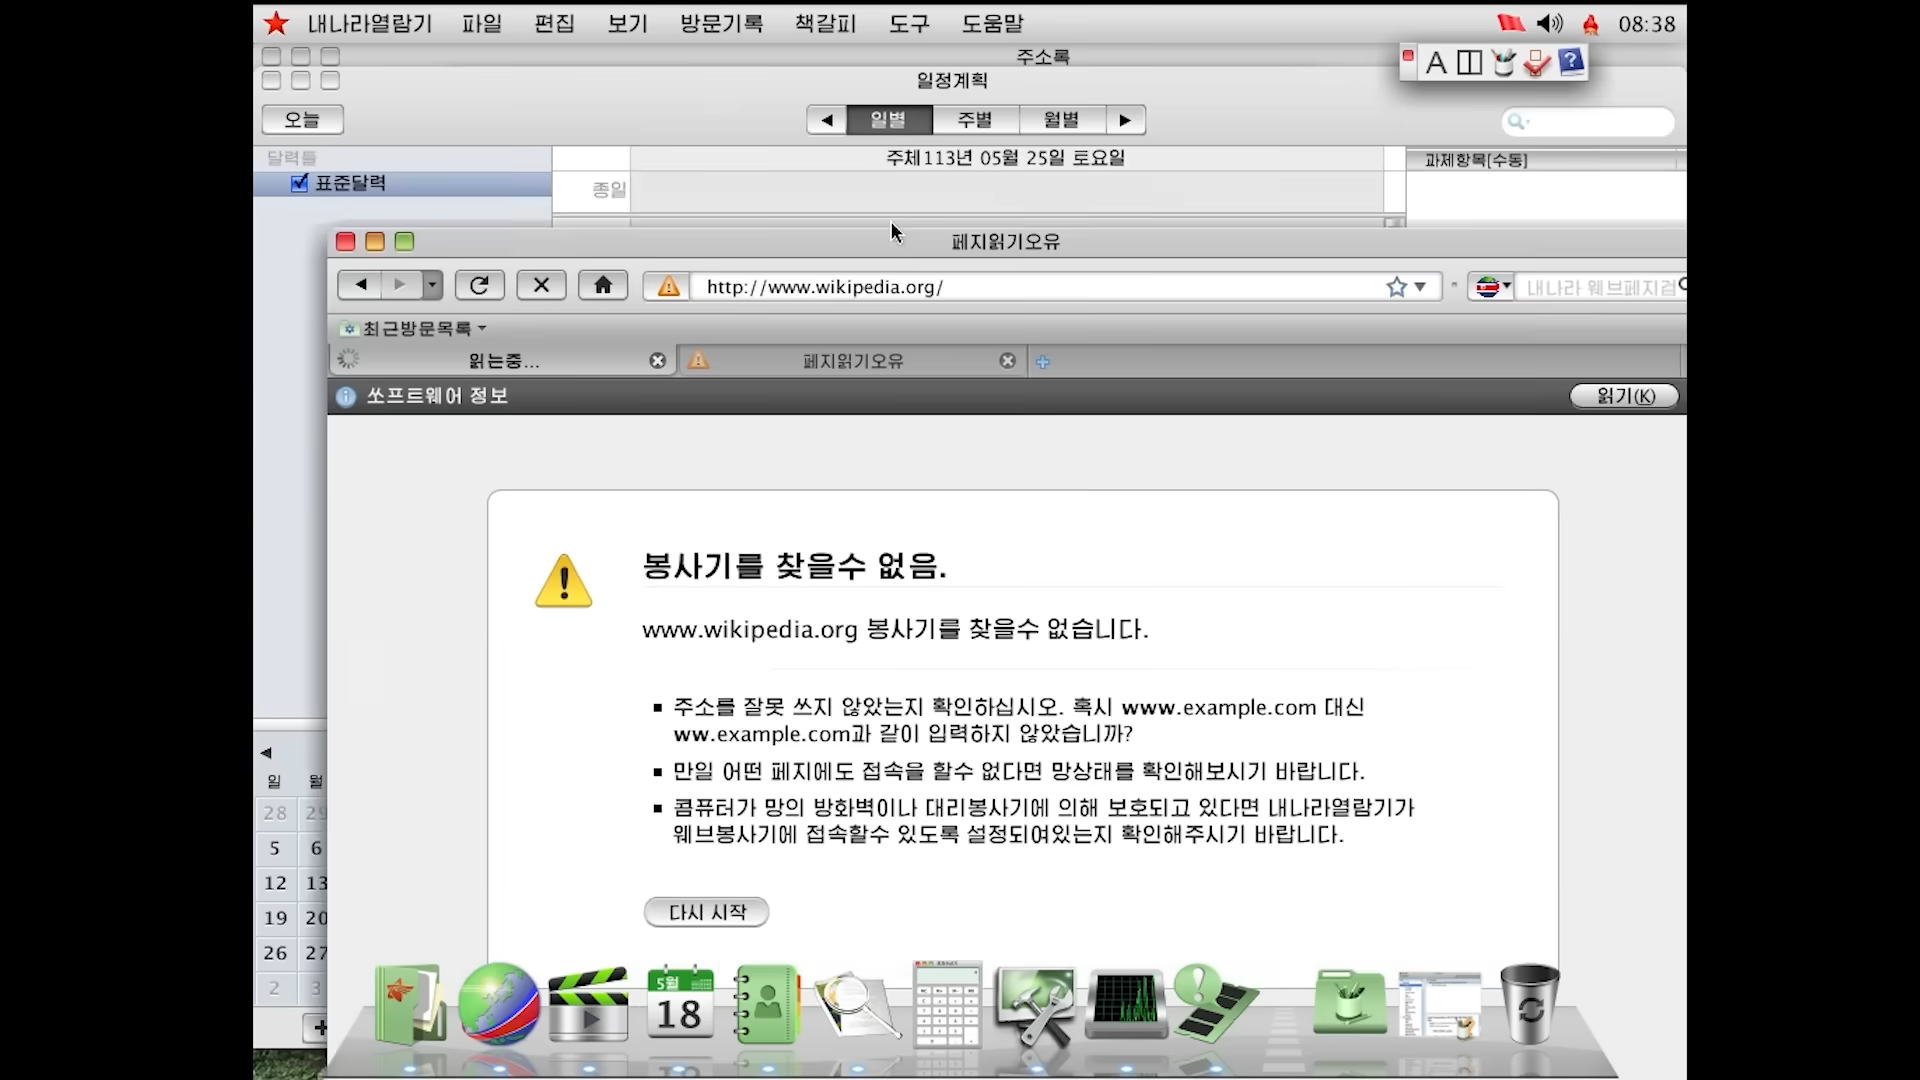 내나라열람기 파일 편집 보기 방문기록 책갈피 도구 도움말 08:38
주소록
일정계획
오늘 일별 주별 월별
달력들 주체113년 05월 25일 토요일 과제항목[수동]
표준달력 종일
페지읽기오유
http://www.wikipedia.org/ 내나라 웨브페지검
최근방문목록
읽는중... 페지읽기오유
쏘프트웨어 정보 읽기(K)
봉사기를 찾을수 없음.
www.wikipedia.org 봉사기를 찾을수 없습니다.
주소를 잘못 쓰지 않았는지 확인하십시오. 혹시 www.example.com 대신
ww.example.com과 같이 입력하지 않았습니까?
만일 어떤 페지에도 접속을 할수 없다면 망상태를 확인해보시기 바랍니다.
콤퓨터가 망의 방화벽이나 대리봉사기에 의해 보호되고 있다면 내나라열람기가
웨브봉사기에 접속할수 있도록 설정되여있는지 확인해주시기 바랍니다.
다시 시작
일 월
28 29
5 6
12 13
19 20
26 27
2 3
5월
18